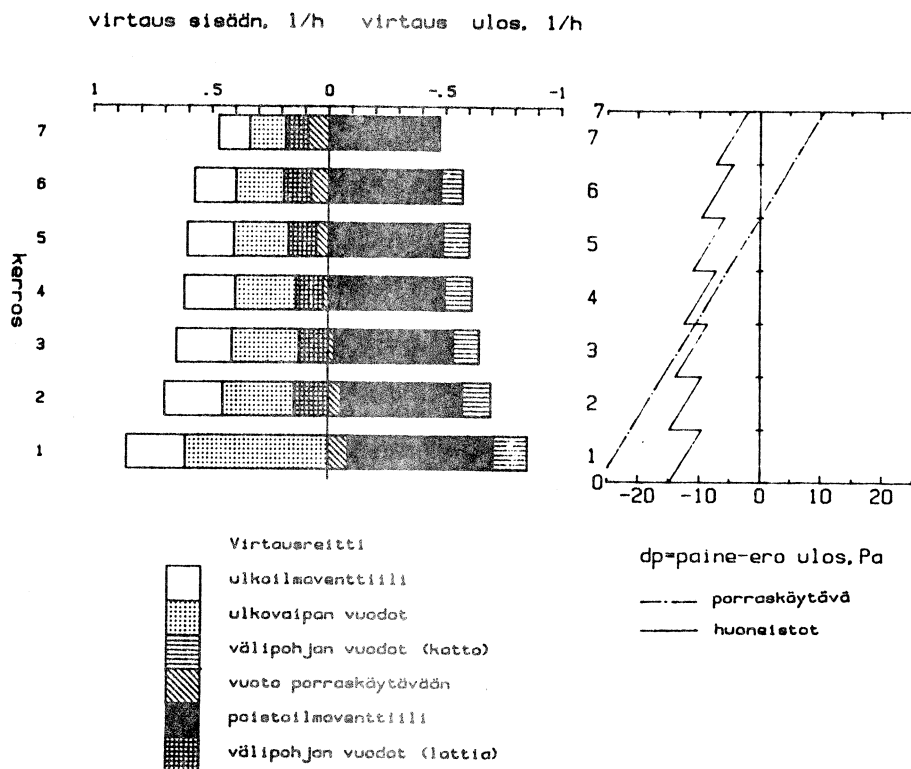 virtaus sisään, 1/h virtaus ulos, 1/h
1 .5 0 -.5 -1
7
6
5
4
3
2
1
kerros
7
7
6
5
4
3
2
1
0
-20 -10 0 10 20
dp=paine-ero ulos, Pa
porraskäytävä
huoneistot
Virtausreitti
ulkoilmaventtiili
ulkovaipan vuodot
välipohjan vuodot (katto)
vuoto porraskäytävään
poistoilmaventtiili
välipohjan vuodot (lattia)